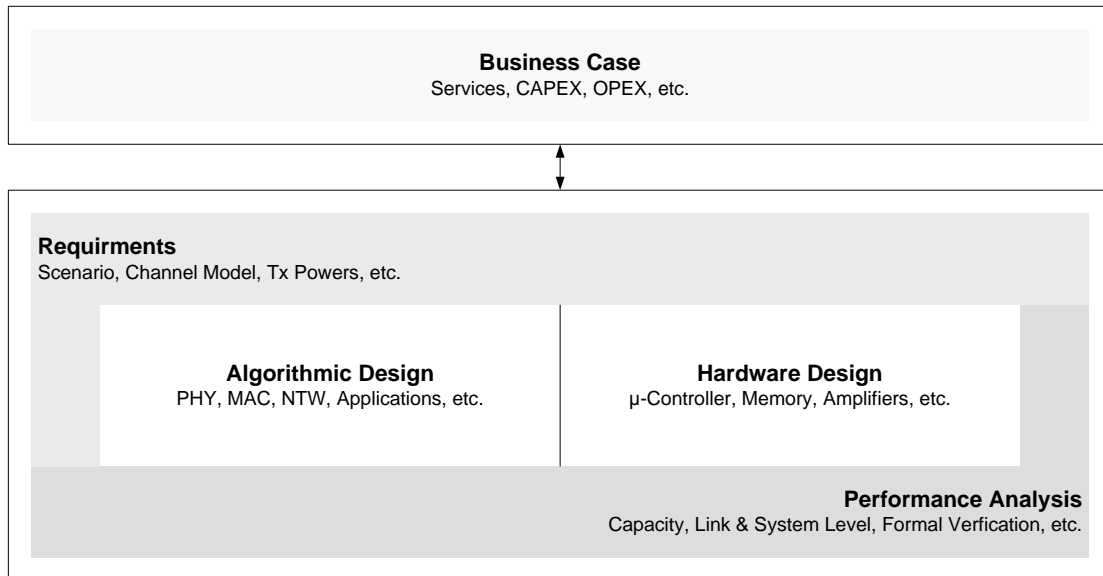 Business Case
Services, CAPEX, OPEX, etc.
Requirments
Scenario, Channel Model, Tx Powers, etc.
Algorithmic Design
PHY, MAC, NTW, Applications, etc.
Hardware Design
µ-Controller, Memory, Amplifiers, etc.
Performance Analysis
Capacity, Link & System Level, Formal Verfication, etc.